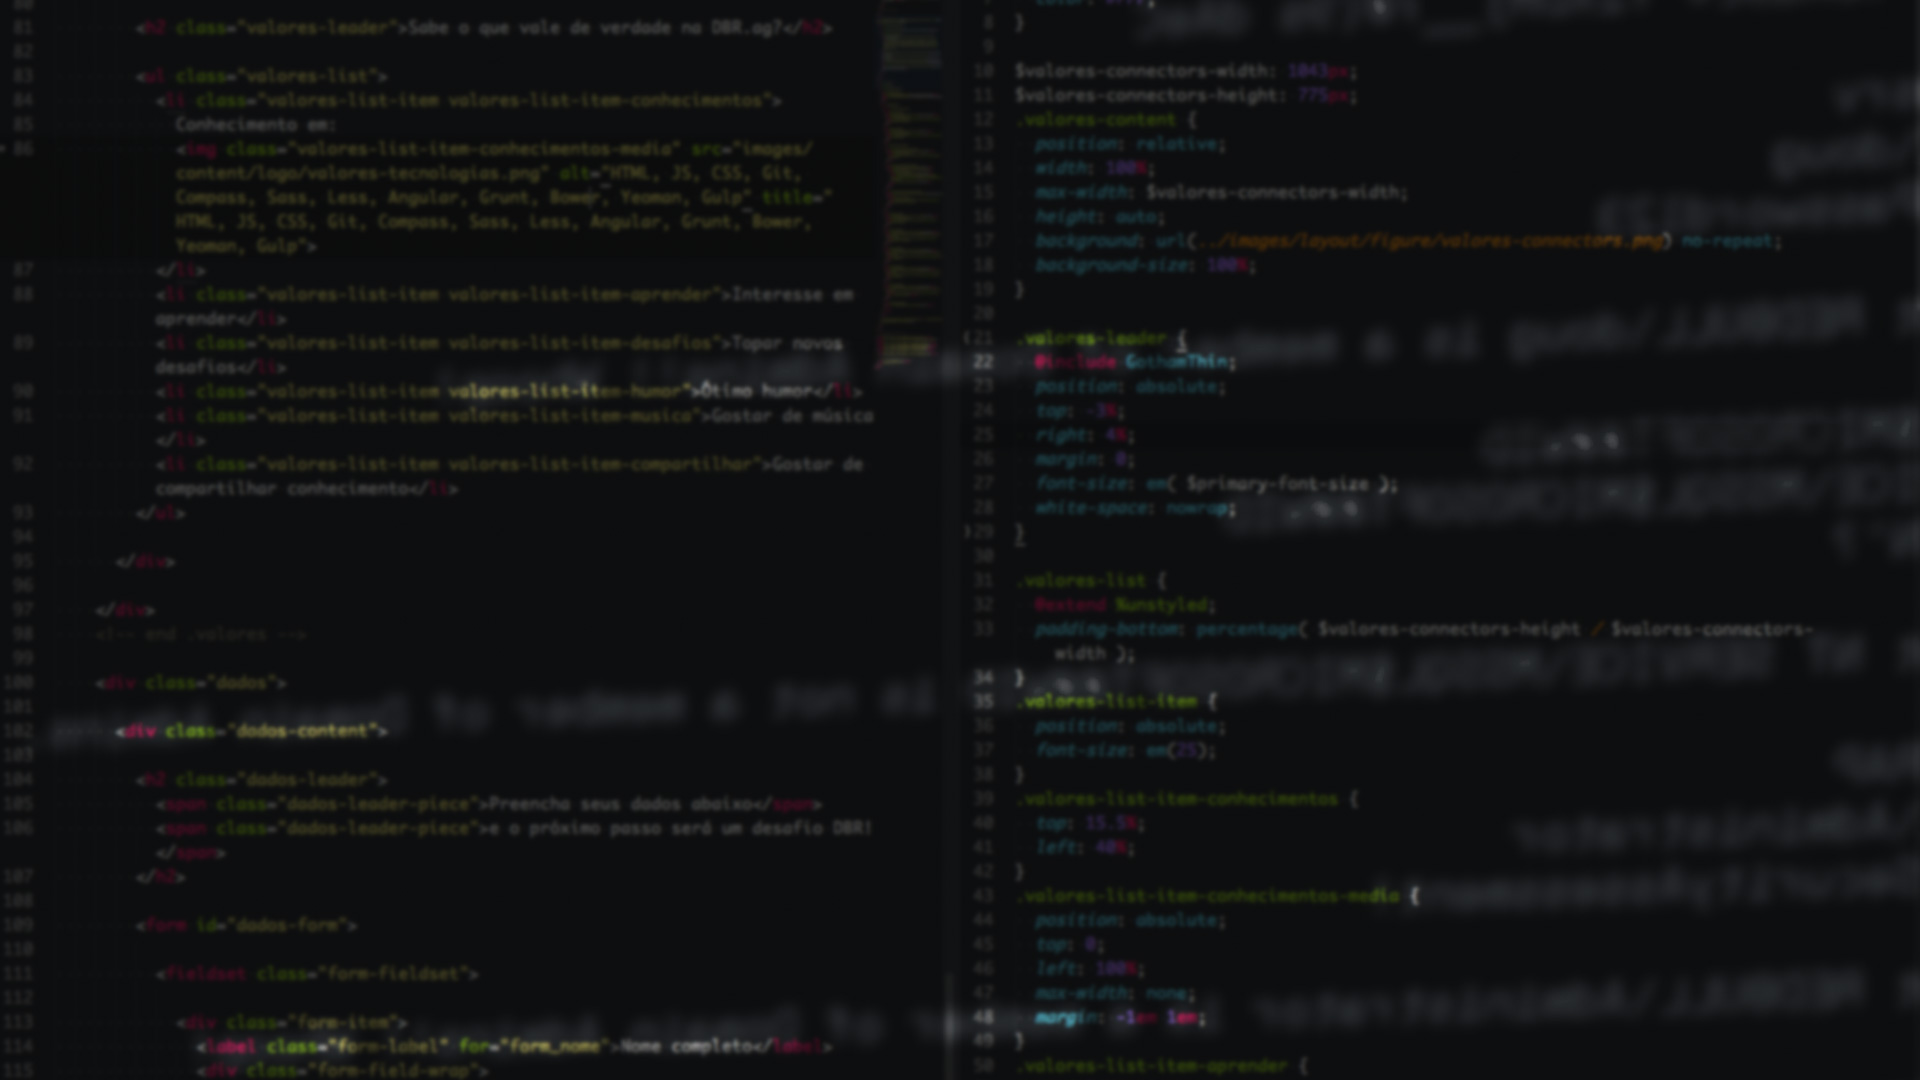 80
81 <h2 class="valores-leader">Sabe o que vale de verdade na DBR.ag?</h2>
82
83 <ul class="valores-list">
84 <li class="valores-list-item valores-list-item-conhecimentos">
85 Conhecimento em:
86 <img class="valores-list-item-conhecimentos-media" src="images/
content/logo/valores-tecnologias.png" alt="HTML, JS, CSS, Git,
Compass, Sass, Less, Angular, Grunt, Bower, Yeoman, Gulp" title="
HTML, JS, CSS, Git, Compass, Sass, Less, Angular, Grunt, Bower,
Yeoman, Gulp">
87 </li>
88 <li class="valores-list-item valores-list-item-aprender">Interesse em
aprender</li>
89 <li class="valores-list-item valores-list-item-desafios">Topar novos
desafios</li>
90 <li class="valores-list-item valores-list-item-humor">Ótimo humor</li>
91 <li class="valores-list-item valores-list-item-musica">Gostar de música
</li>
92 <li class="valores-list-item valores-list-item-compartilhar">Gostar de
compartilhar conhecimento</li>
93 </ul>
94
95 </div>
96
97 </div>
98 <!-- end .valores -->
99
100 <div class="dados">
101
102 <div class="dados-content">
103
104 <h2 class="dados-leader">
105 <span class="dados-leader-piece">Preencha seus dados abaixo</span>
106 <span class="dados-leader-piece">e o próximo passo será um desafio DBR!
</span>
107 </h2>
108
109 <form id="dados-form">
110
111 <fieldset class="form-fieldset">
112
113 <div class="form-item">
114 <label class="form-label" for="form_nome">Nome completo</label>
115 <div class="form-field-wrap">
8 }
9
10 $valores-connectors-width: 1043px;
11 $valores-connectors-height: 775px;
12 .valores-content {
13 position: relative;
14 width: 100%;
15 max-width: $valores-connectors-width;
16 height: auto;
17 background: url(../images/layout/figure/valores-connectors.png) no-repeat;
18 background-size: 100%;
19 }
20
21 .valores-leader {
22 @include GothamThin;
23 position: absolute;
24 top: -3%;
25 right: 4%;
26 margin: 0;
27 font-size: em( $primary-font-size );
28 white-space: nowrap;
29 }
30
31 .valores-list {
32 @extend %unstyled;
33 padding-bottom: percentage( $valores-connectors-height / $valores-connectors-
width );
34 }
35 .valores-list-item {
36 position: absolute;
37 font-size: em(25);
38 }
39 .valores-list-item-conhecimentos {
40 top: 15.5%;
41 left: 40%;
42 }
43 .valores-list-item-conhecimentos-media {
44 position: absolute;
45 top: 0;
46 left: 100%;
47 max-width: none;
48 margin: -1em 1em;
49 }
50 .valores-list-item-aprender {